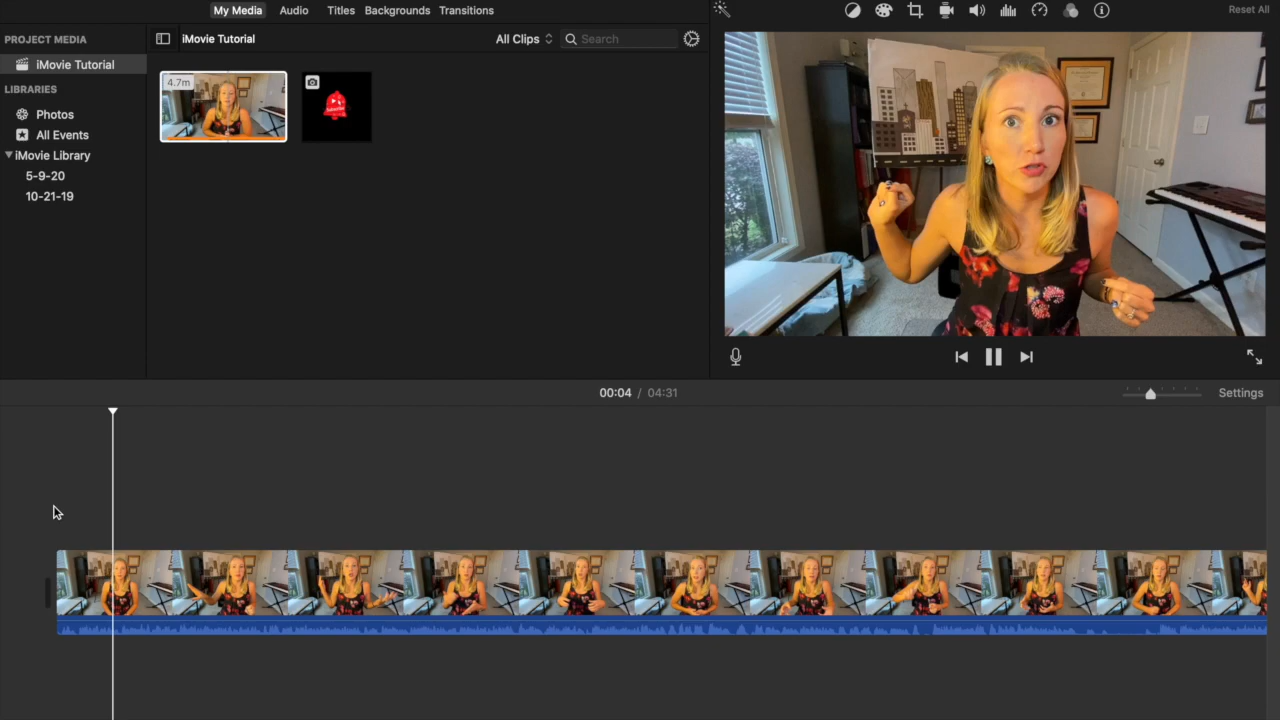 My Media Audio Titles Backgrounds Transitions
Reset All
PROJECT MEDIA
iMovie Tutorial
All Clips
Search
iMovie Tutorial
LIBRARIES
4.7m
Photos
All Events
iMovie Library
5-9-20
10-21-19
00:04 / 04:31
Settings